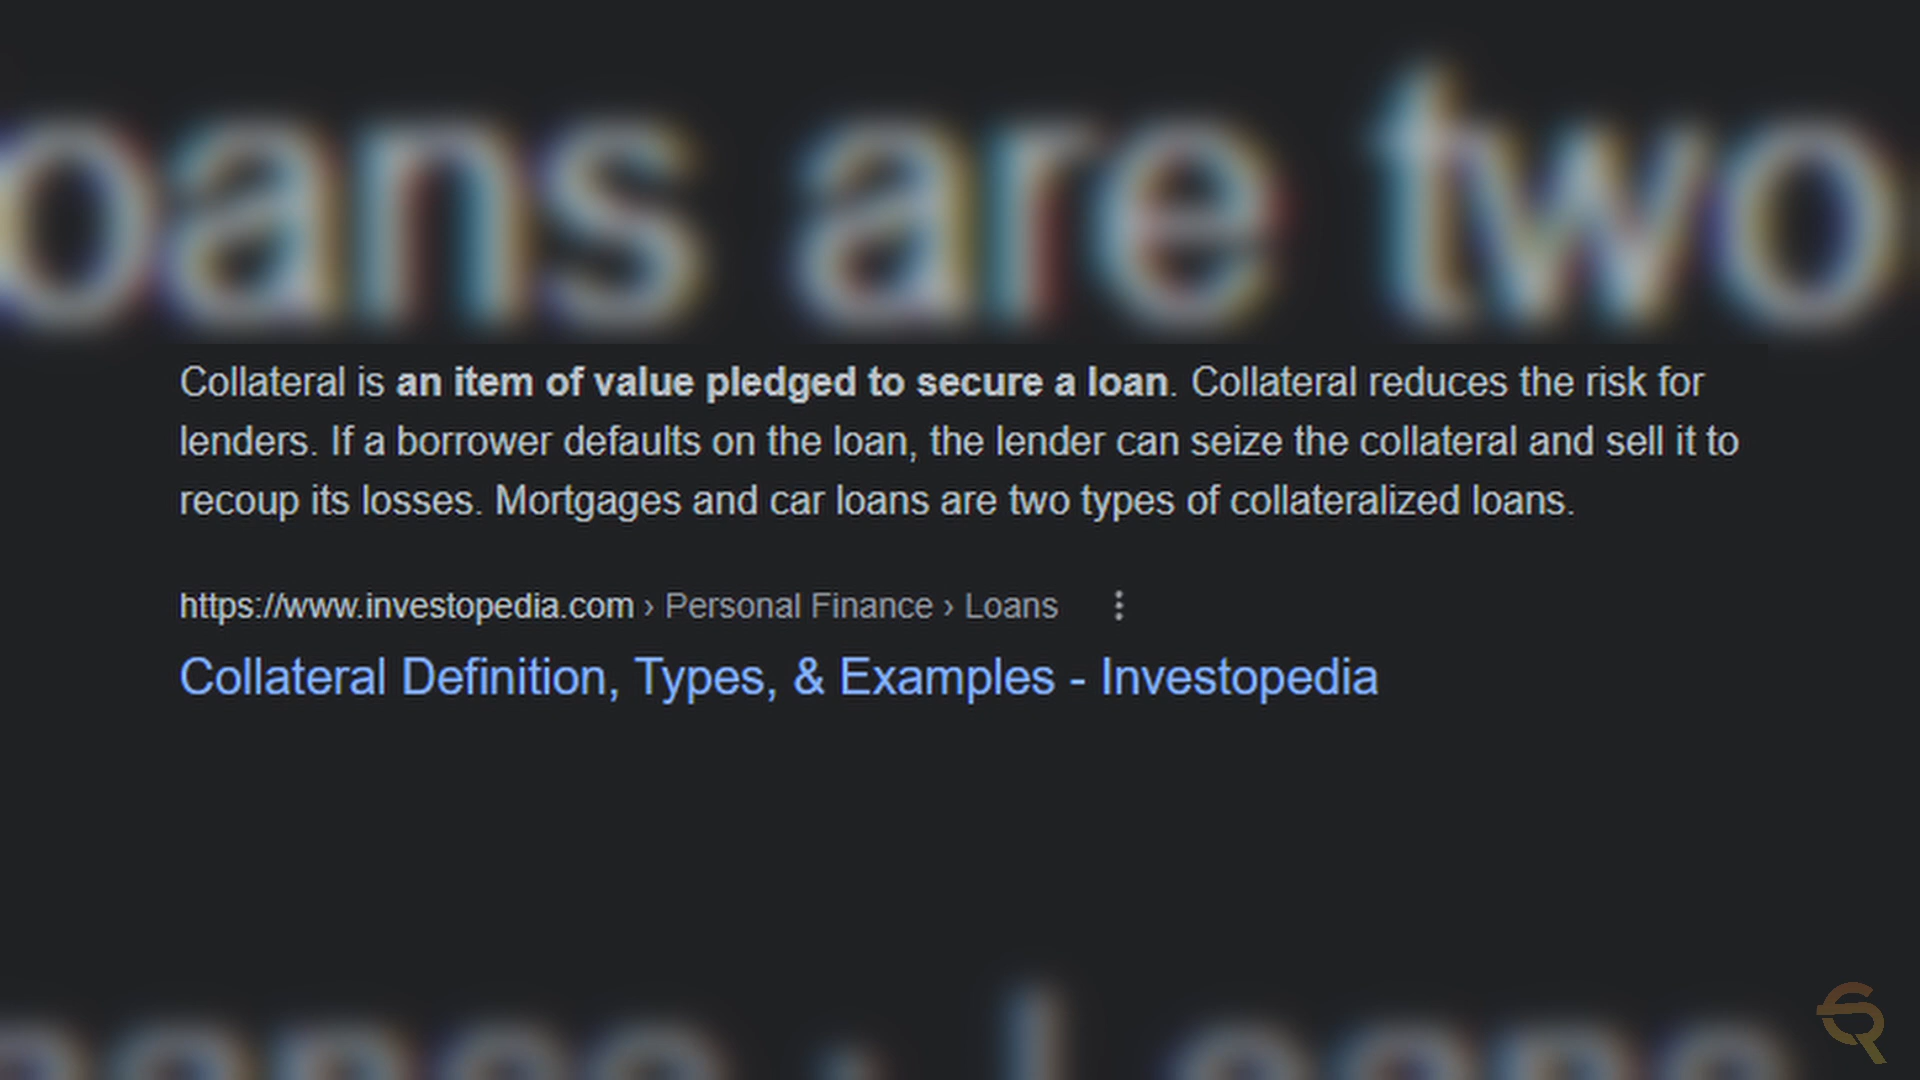 oans are two
Collateral is an item of value pledged to secure a loan. Collateral reduces the risk for
lenders. If a borrower defaults on the loan, the lender can seize the collateral and sell it to
recoup its losses. Mortgages and car loans are two types of collateralized loans.
https://www.investopedia.com › Personal Finance › Loans
Collateral Definition, Types, & Examples - Investopedia